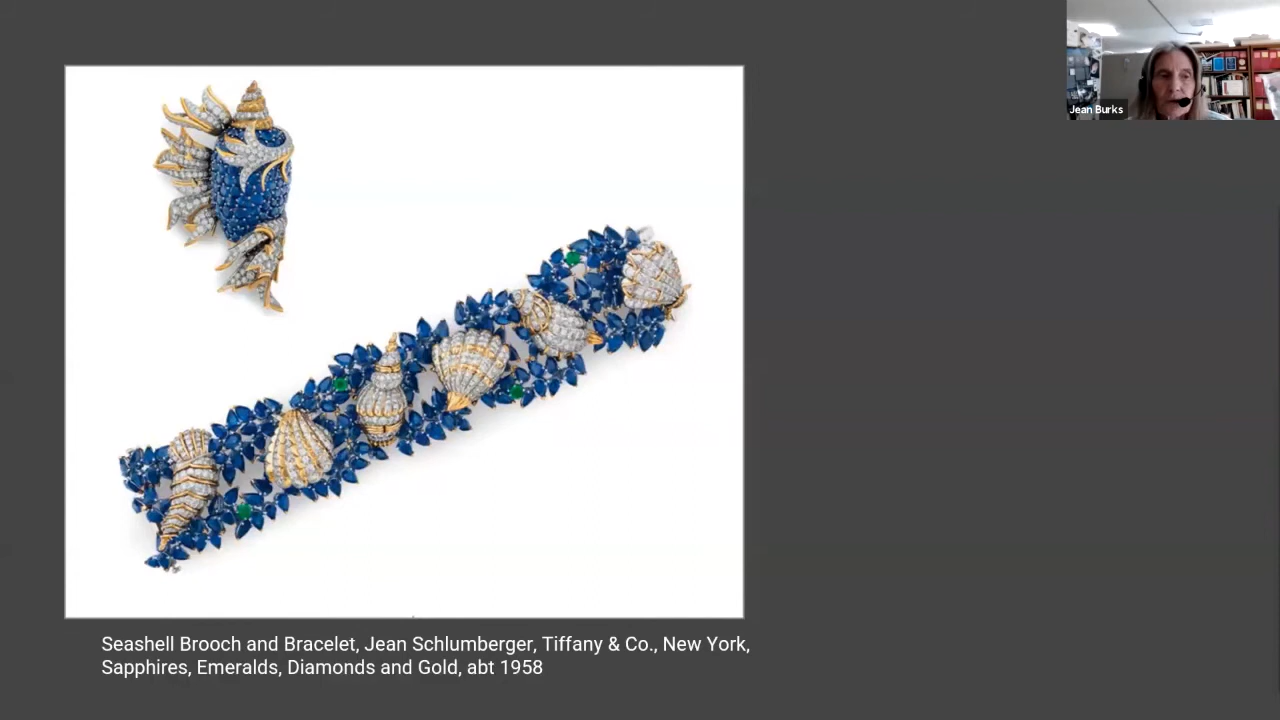 Jean Burks
Seashell Brooch and Bracelet, Jean Schlumberger, Tiffany & Co., New York,
Sapphires, Emeralds, Diamonds and Gold, abt 1958